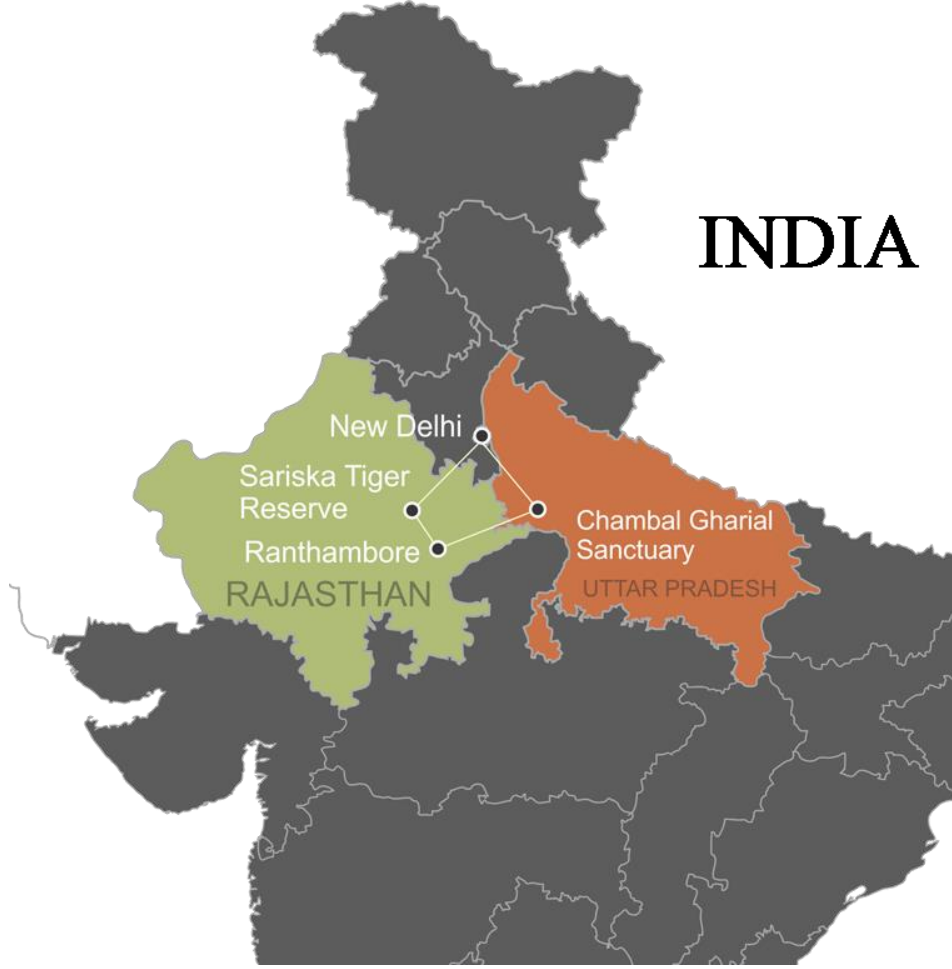 INDIA
New Delhi
Sariska Tiger
Reserve
Ranthambore
RAJASTHAN
Chambal Gharial
Sanctuary
UTTAR PRADESH